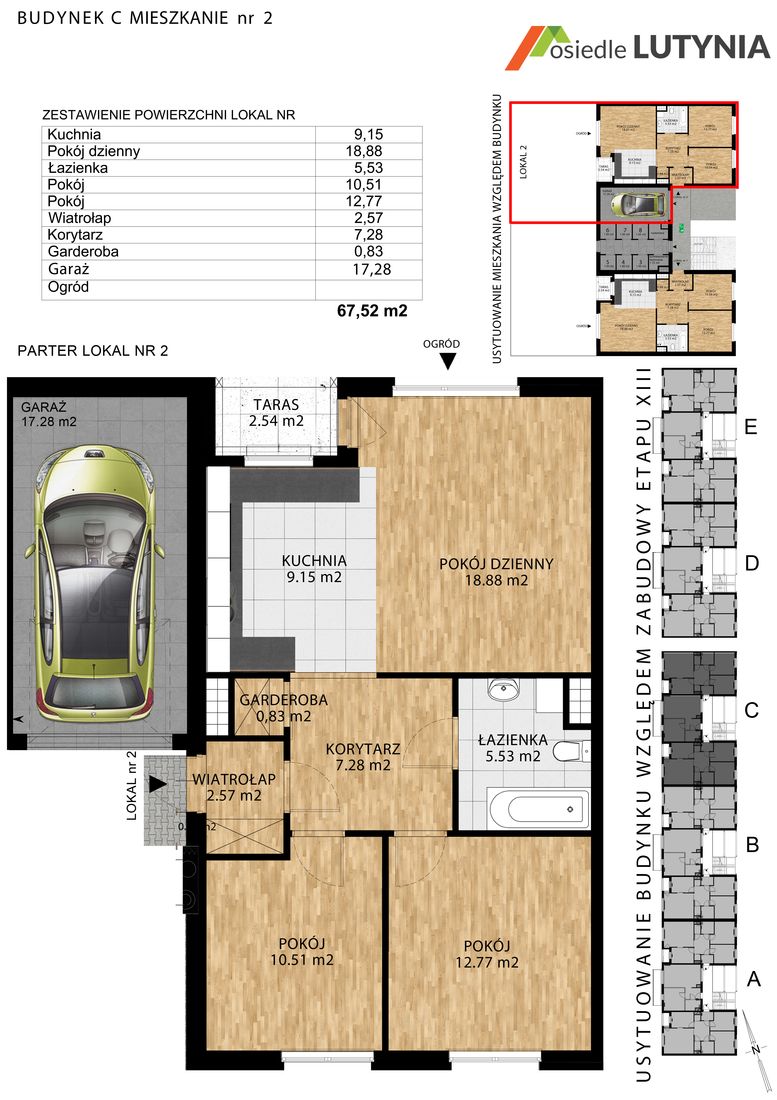 BUDYNEK C MIESZKANIE nr 2
osiedle LUTYNIA
ZESTAWIENIE POWIERZCHNI LOKAL NR
Kuchnia 9,15
Pokój dzienny 18,88
Łazienka 5,53
Pokój 10,51
Pokój 12,77
Wiatrołap 2,57
Korytarz 7,28
Garderoba 0,83
Garaż 17,28
Ogród
67,52 m2
USYTUOWANIE MIESZKANIA WZGLĘDEM BUDYNKU
LOKAL 2
PARTER LOKAL NR 2
OGRÓD
GARAŻ
17.28 m2
TARAS
2.54 m2
KUCHNIA
9.15 m2
POKÓJ DZIENNY
18.88 m2
GARDEROBA
0,83 m2
KORYTARZ
7.28 m2
ŁAZIENKA
5.53 m2
WIATROŁAP
2.57 m2
LOKAL nr 2
POKÓJ
10.51 m2
POKÓJ
12.77 m2
USYTUOWANIE BUDYNKU WZGLĘDEM ZABUDOWY ETAPU XIII
E
D
C
B
A
N